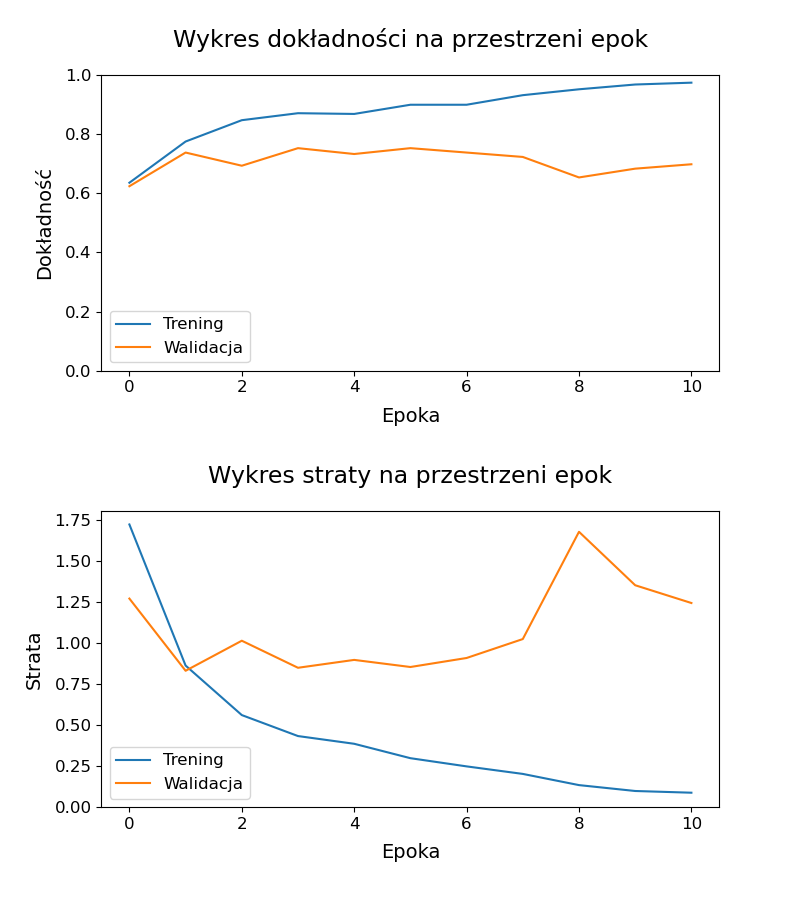 Wykres dokładności na przestrzeni epok
1.0
0.8
0.6
0.4
0.2
0.0
Dokładność
Trening
Walidacja
0 2 4 6 8 10
Epoka
Wykres straty na przestrzeni epok
1.75
1.50
1.25
1.00
0.75
0.50
0.25
0.00
Strata
Trening
Walidacja
0 2 4 6 8 10
Epoka